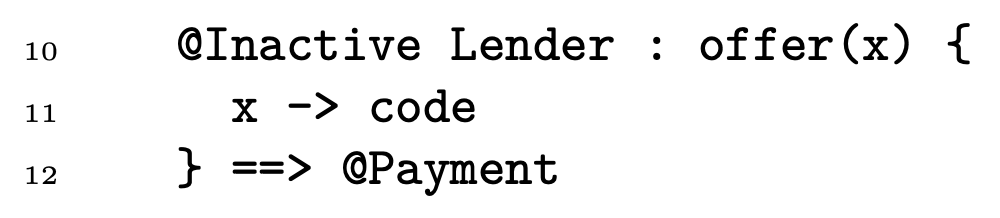 10 @Inactive Lender : offer(x) {
11 x -> code
12 } ==> @Payment